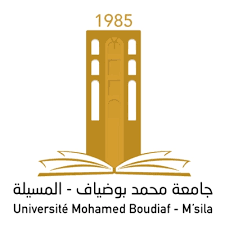 1985
جامعة محمد بوضياف - المسيلة
Université Mohamed Boudiaf - M'sila